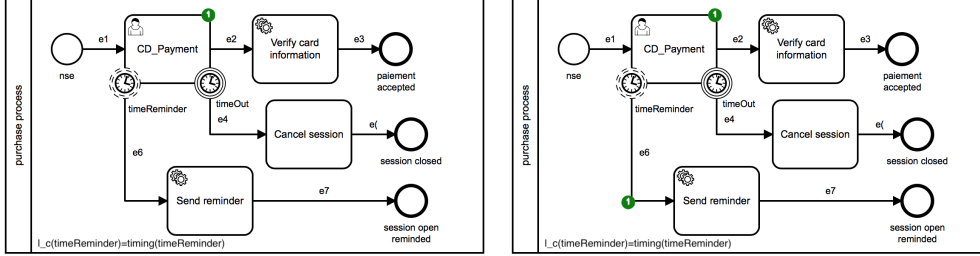 purchase process
nse
e1
1
CD_Payment
e2
Verify card
information
e3
paiement
accepted
timeReminder
timeOut
e4
Cancel session
e(
session closed
e6
Send reminder
e7
session open
reminded
l_c(timeReminder)=timing(timeReminder)
purchase process
nse
e1
1
CD_Payment
e2
Verify card
information
e3
paiement
accepted
timeReminder
timeOut
e4
Cancel session
e(
session closed
e6
1
Send reminder
e7
session open
reminded
l_c(timeReminder)=timing(timeReminder)